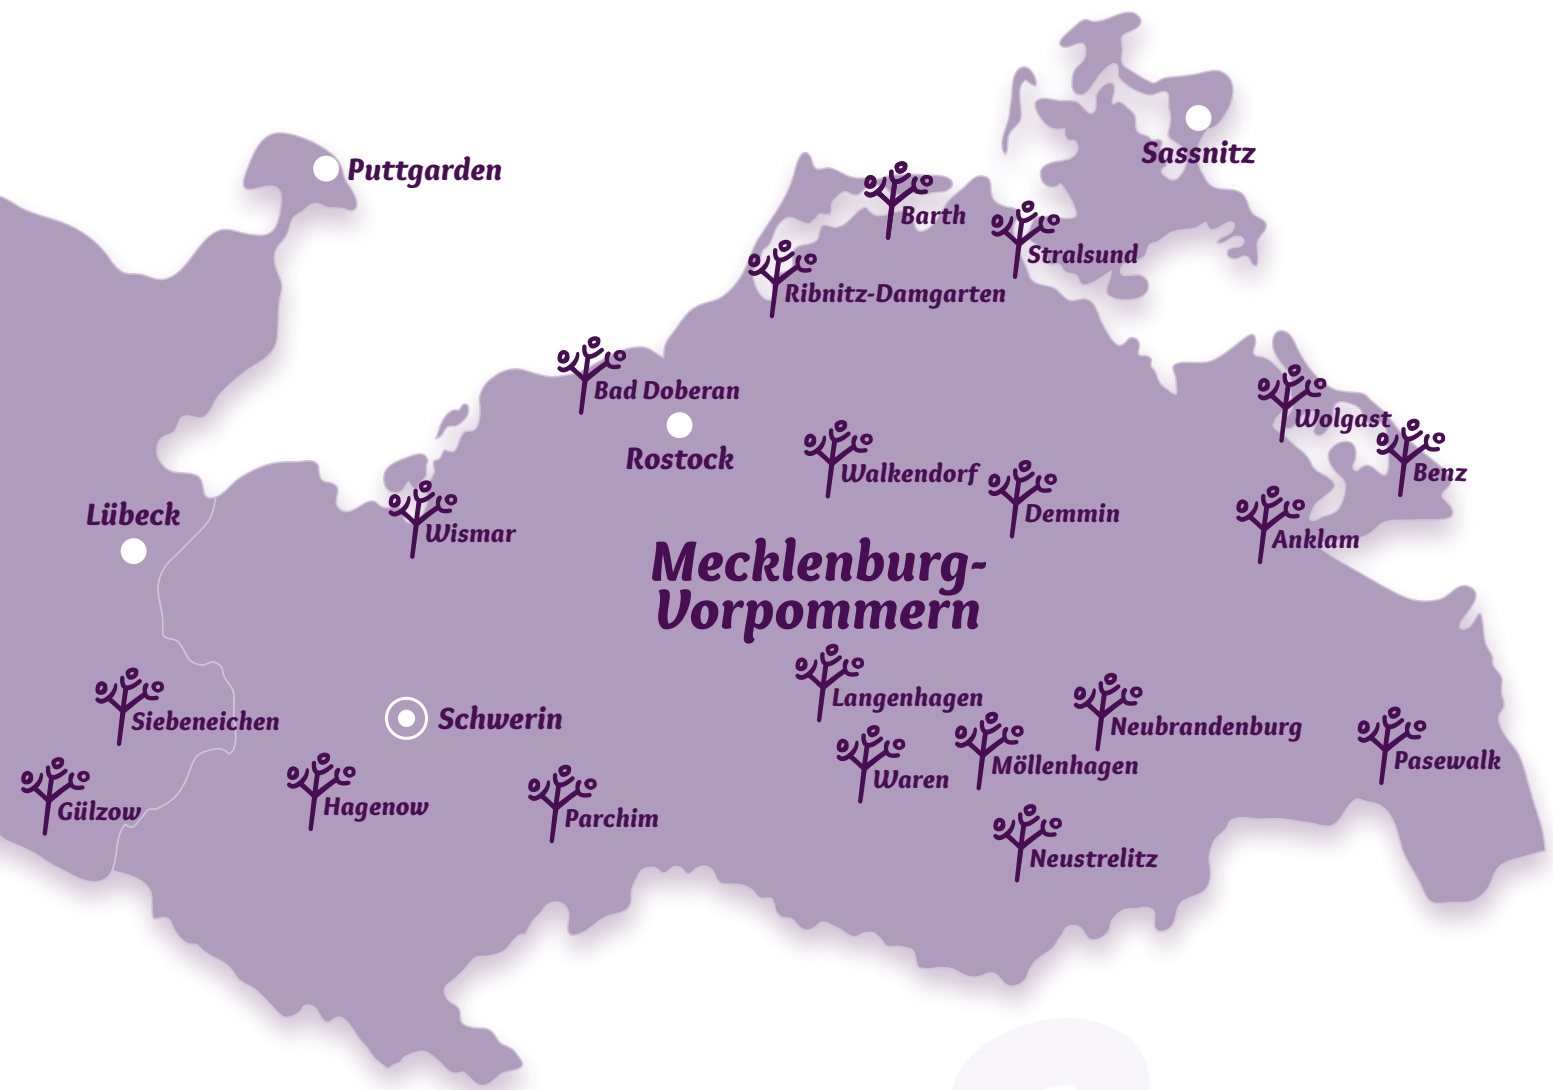 Sassnitz
Puttgarden
Barth
Stralsund
Ribnitz-Damgarten
Bad Doberan
Wolgast
Rostock
Walkendorf
Benz
Lübeck
Demmin
Wismar
Anklam
Mecklenburg-
Vorpommern
Langenhagen
Siebeneichen
Schwerin
Neubrandenburg
Pasewalk
Möllenhagen
Waren
Hagenow
Gülzow
Parchim
Neustrelitz